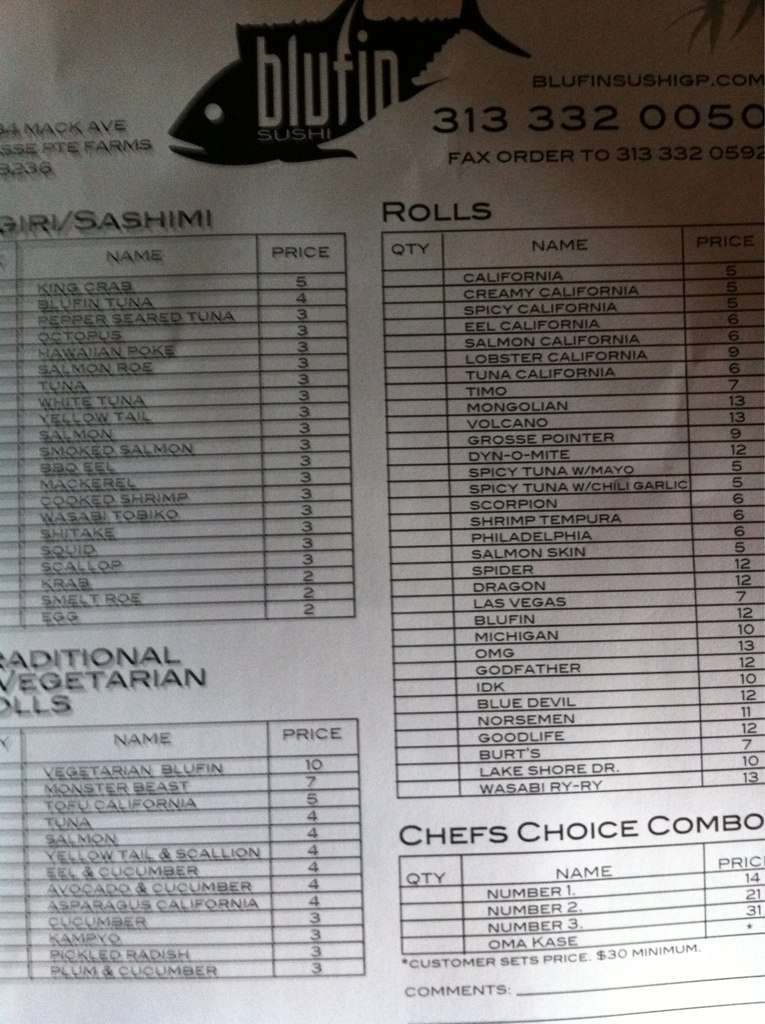 blufin
SUSHI
BLUFINSUSHIGP.COM
313 332 0050
FAX ORDER TO 313 332 0592
MACK AVE
PTE FARMS
GIRI/SASHIMI
NAME PRICE
KING CRAB 5
BLUFIN TUNA 4
PEPPER SEARED TUNA 3
OCTOPUS 3
HAWAIIAN POKE 3
SALMON ROE 3
TUNA 3
WHITE TUNA 3
YELLOW TAIL 3
SALMON 3
SMOKED SALMON 3
BBQ EEL 3
MACKEREL 3
COOKED SHRIMP 3
WASABI TOBIKO 3
SHITAKE 3
SQUID 3
SCALLOP 3
KRAB 2
SMELT ROE 2
EGG 2
RADITIONAL
VEGETARIAN
OLLS
Y NAME PRICE
VEGETARIAN BLUFIN 10
MONSTER BEAST 7
TOFU CALIFORNIA 5
TUNA 4
SALMON 4
YELLOW TAIL & SCALLION 4
EEL & CUCUMBER 4
AVOCADO & CUCUMBER 4
ASPARAGUS CALIFORNIA 4
CUCUMBER 3
KAMPYO 3
PICKLED RADISH 3
PLUM & CUCUMBER 3
ROLLS
QTY NAME PRICE
CALIFORNIA 5
CREAMY CALIFORNIA 5
SPICY CALIFORNIA 5
EEL CALIFORNIA 6
SALMON CALIFORNIA 6
LOBSTER CALIFORNIA 9
TUNA CALIFORNIA 6
TIMO 7
MONGOLIAN 13
VOLCANO 13
GROSSE POINTER 9
DYN-O-MITE 12
SPICY TUNA W/MAYO 5
SPICY TUNA W/CHILI GARLIC 5
SCORPION 6
SHRIMP TEMPURA 6
PHILADELPHIA 6
SALMON SKIN 5
SPIDER 12
DRAGON 12
LAS VEGAS 7
BLUFIN 12
MICHIGAN 10
OMG 13
GODFATHER 12
IDK 10
BLUE DEVIL 12
NORSEMEN 11
GOODLIFE 12
BURT'S 7
LAKE SHORE DR. 10
WASABI RY-RY 13
CHEFS CHOICE COMBO
QTY NAME PRIC
NUMBER 1. 14
NUMBER 2. 21
NUMBER 3. 31
OMA KASE *
*CUSTOMER SETS PRICE. $30 MINIMUM.
COMMENTS: